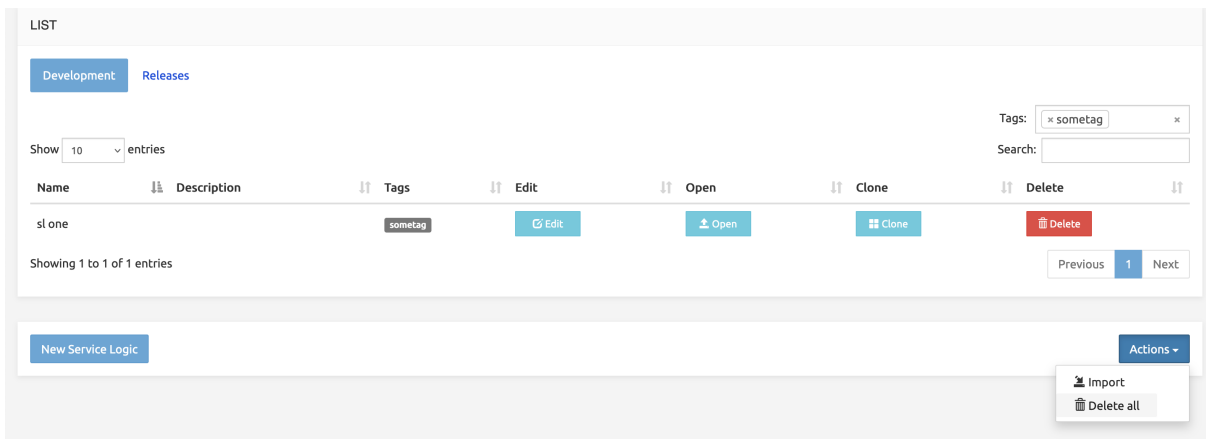 LIST
Development Releases
Tags: × sometag ×
Show 10 entries Search:
Name Description Tags Edit Open Clone Delete
sl one sometag Edit Open Clone Delete
Showing 1 to 1 of 1 entries Previous 1 Next
New Service Logic Actions
Import
Delete all